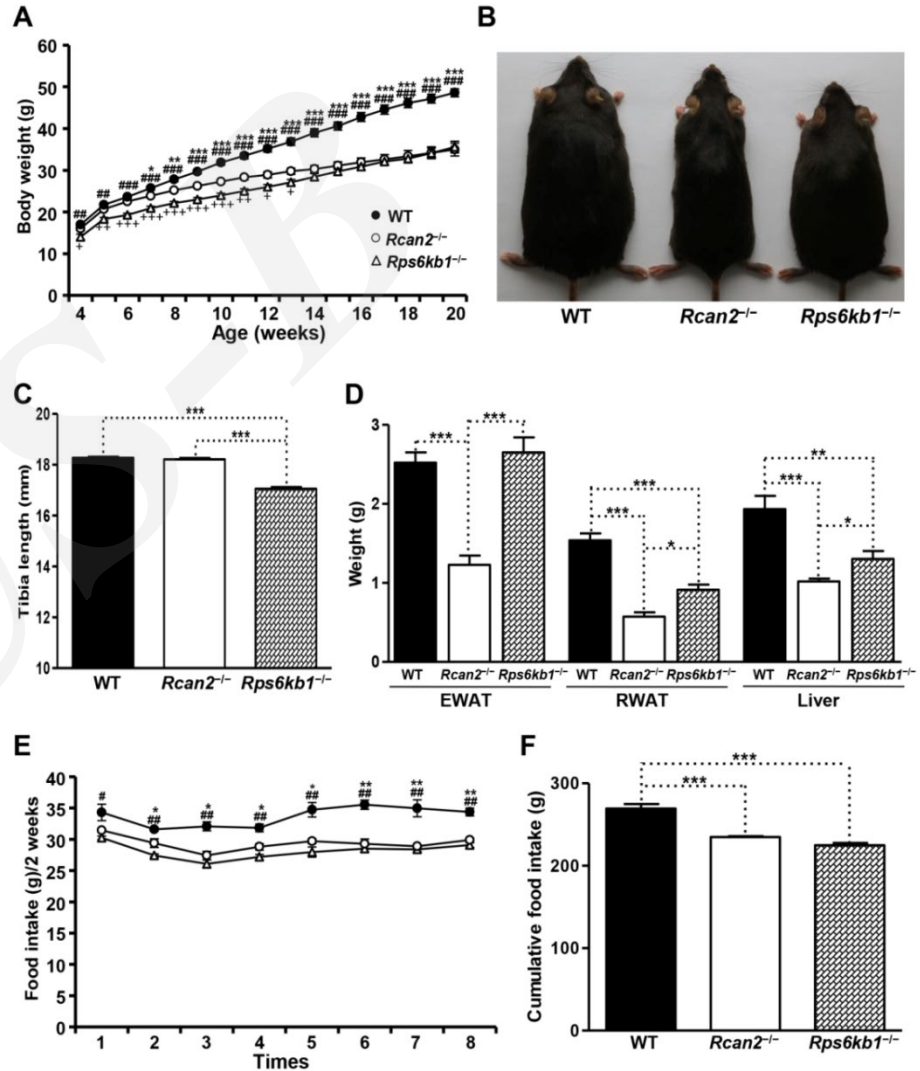 A
Body weight (g)
60
50
40
30
20
10
0
## ## ### * ### ** ### *** ### *** ### *** ### *** ### *** ### *** ### *** ### *** ### *** ### *** ### *** ### *** ###
WT
Rcan2⁻/⁻
Rps6kb1⁻/⁻
4 6 8 10 12 14 16 18 20
Age (weeks)
B
WT Rcan2⁻/⁻ Rps6kb1⁻/⁻
C
Tibia length (mm)
20
18
16
14
12
10
***
***
WT Rcan2⁻/⁻ Rps6kb1⁻/⁻
D
Weight (g)
3
2
1
0
*** ***
*** *** *
** *** *
WT Rcan2⁻/⁻ Rps6kb1⁻/⁻ WT Rcan2⁻/⁻ Rps6kb1⁻/⁻ WT Rcan2⁻/⁻ Rps6kb1⁻/⁻
EWAT RWAT Liver
E
Food intake (g)/2 weeks
40
35
30
25
20
15
10
5
0
# * ## * ## * ## * ## ** ## ** ## ** ##
1 2 3 4 5 6 7 8
Times
F
Cumulative food intake (g)
300
200
100
0
***
***
WT Rcan2⁻/⁻ Rps6kb1⁻/⁻